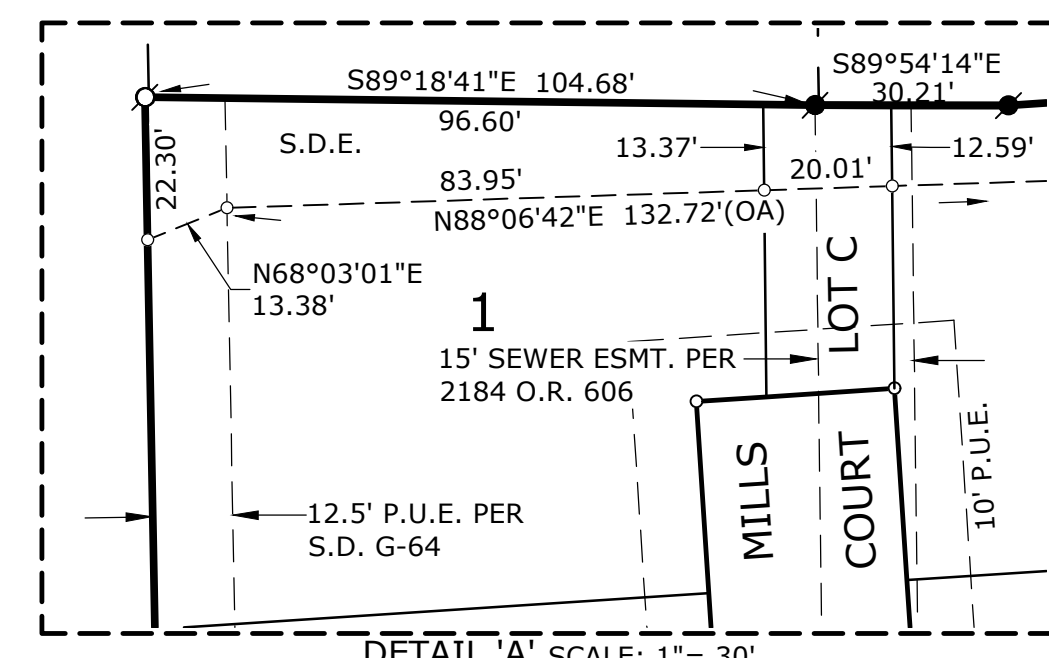 S89°18'41"E 104.68'
S89°54'14"E
30.21'
96.60'
22.30'
S.D.E.
13.37'
12.59'
20.01'
83.95'
N88°06'42"E 132.72'(OA)
N68°03'01"E
13.38'
1
LOT C
15' SEWER ESMT. PER
2184 O.R. 606
MILLS
COURT
10' P.U.E.
12.5' P.U.E. PER
S.D. G-64
DETAIL 'A' SCALE: 1"= 30'